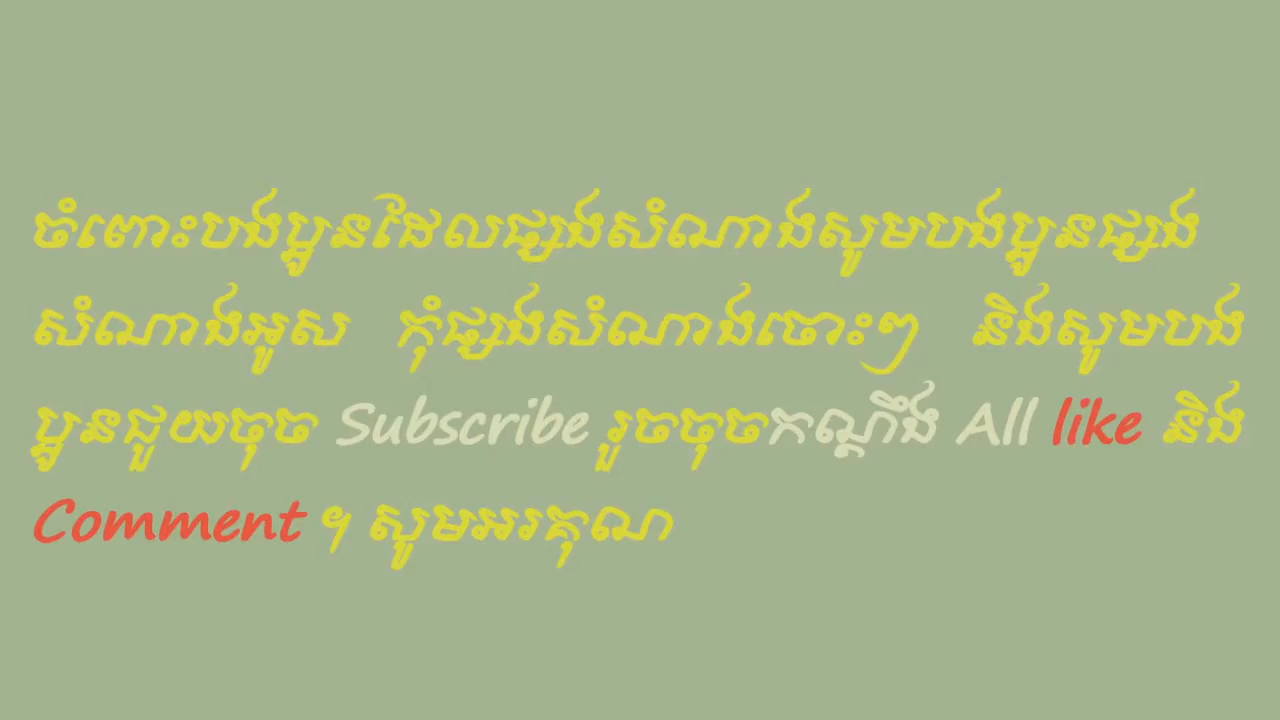 ចំពោះបងប្អូនដែលផ្សងសំណាងសូមបងប្អូនផ្សង
សំណាងអូស កុំផ្សងសំណាងចោះៗ និងសូមបង
ប្អូនជួយចុច Subscribe រួចចុចកណ្ដឹង All like និង
Comment ។ សូមអរគុណ